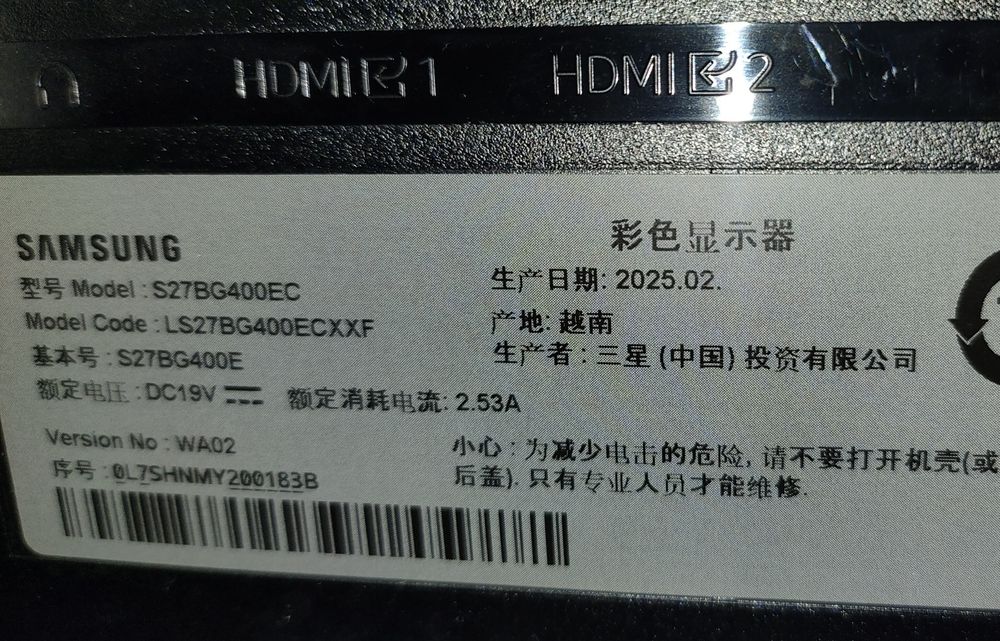 HDMI 1
HDMI 2
SAMSUNG
型号 Model : S27BG400EC
Model Code : LS27BG400ECXXF
基本号 : S27BG400E
额定电压 : DC19V
额定消耗电流: 2.53A
Version No : WA02
序号 : 0L7SHNMY200183B
彩色显示器
生产日期: 2025.02.
产地: 越南
生产者 : 三星 (中国) 投资有限公司
小心 : 为减少电击的危险, 请不要打开机壳(或
后盖). 只有专业人员才能维修.